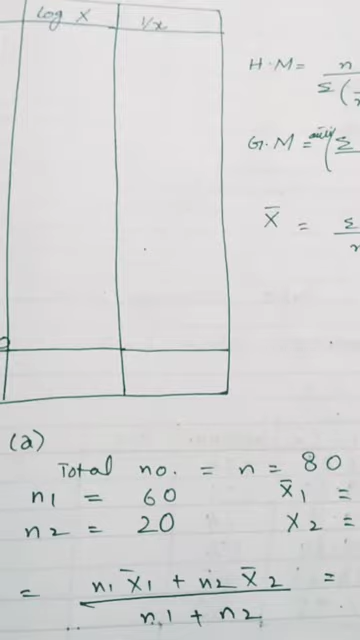 log X 1/x
H.M = n
Σ (
G.M = (Σ
X̄ = Σ
n
(a)
Total no. = n = 80
n1 = 60 X̄1 =
n2 = 20 X2 =
= n1 X̄1 + n2 X̄2 =
n1 + n2